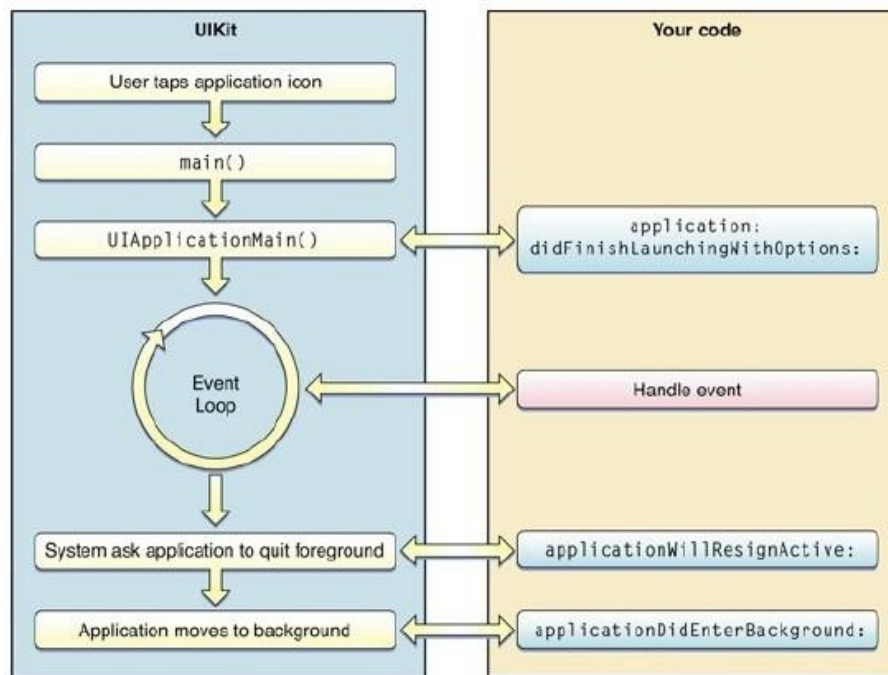 UIKit
Your code
User taps application icon
main()
UIApplicationMain()
application:
didFinishLaunchingWithOptions:
Event
Loop
Handle event
System ask application to quit foreground
applicationWillResignActive:
Application moves to background
applicationDidEnterBackground: